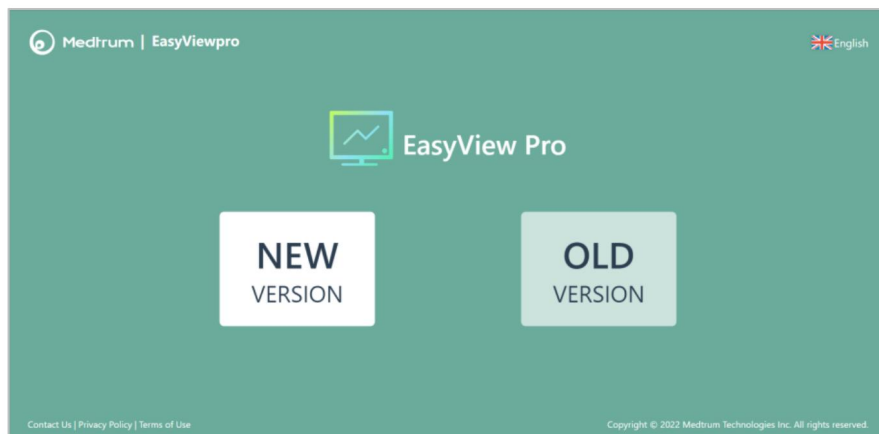 Medtrum | EasyViewpro
English
EasyView Pro
NEW
VERSION
OLD
VERSION
Contact Us | Privacy Policy | Terms of Use
Copyright © 2022 Medtrum Technologies Inc. All rights reserved.